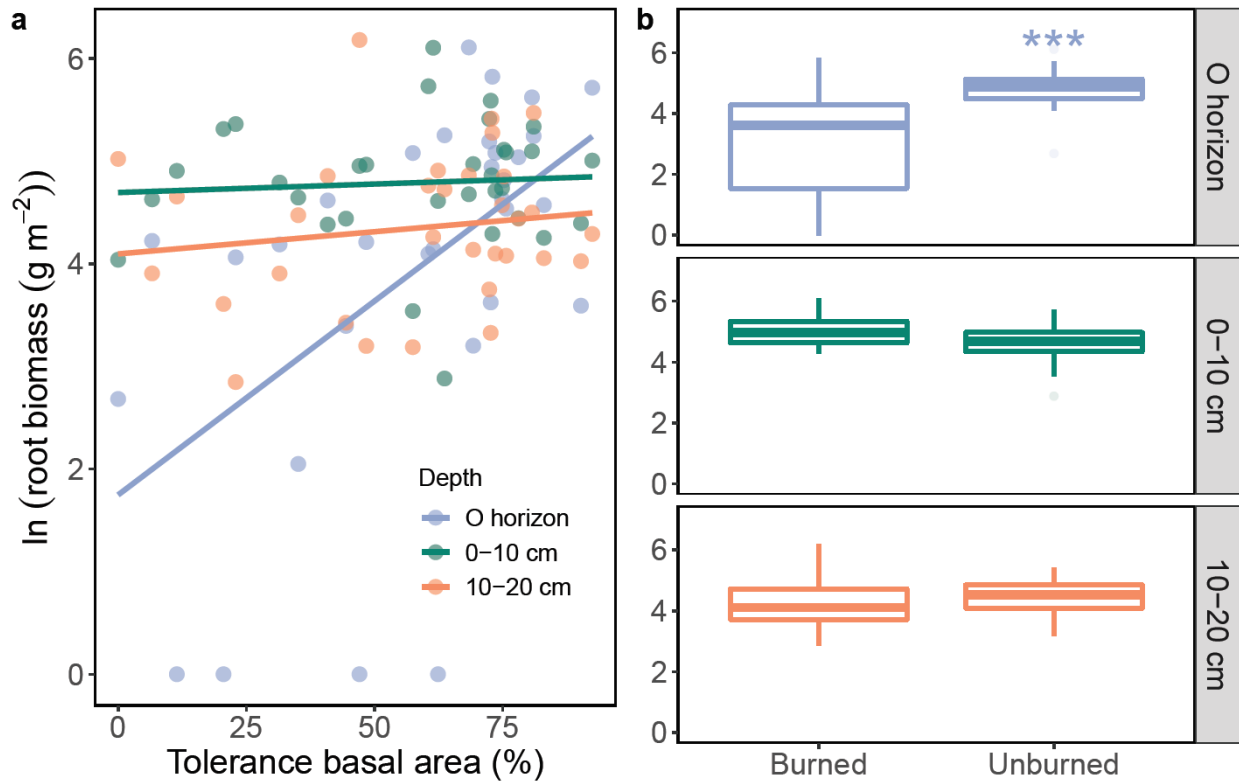 a
ln (root biomass (g m⁻²))
6
4
2
0
0
25
50
75
Tolerance basal area (%)
Depth
O horizon
0−10 cm
10−20 cm
b
***
6
4
2
0
O horizon
6
4
2
0
0−10 cm
6
4
2
0
10−20 cm
Burned
Unburned